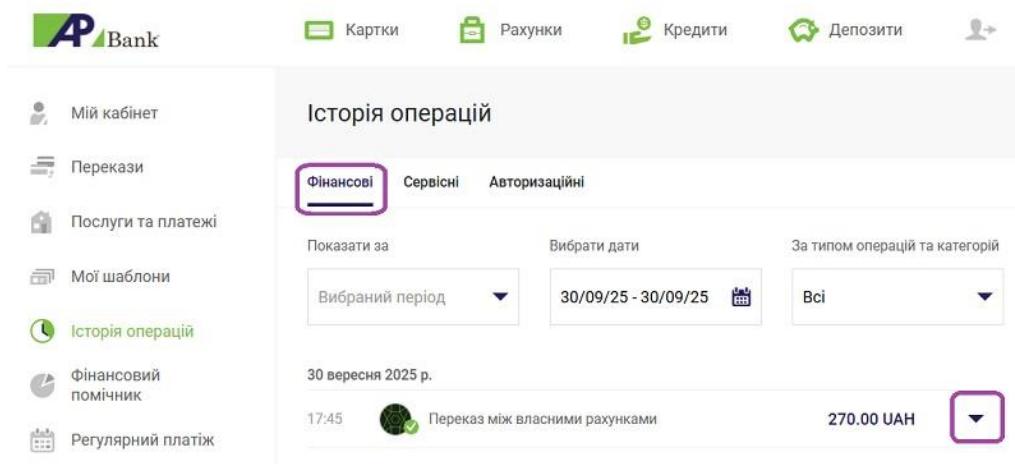 AP Bank
Картки
Рахунки
Кредити
Депозити
Мій кабінет
Перекази
Послуги та платежі
Мої шаблони
Історія операцій
Фінансовий
помічник
Регулярний платіж
Історія операцій
Фінансові Сервісні Авторизаційні
Показати за
Вибрати дати
За типом операцій та категорій
Вибраний період
30/09/25 - 30/09/25
Всі
30 вересня 2025 р.
17:45 Переказ між власними рахунками 270.00 UAH